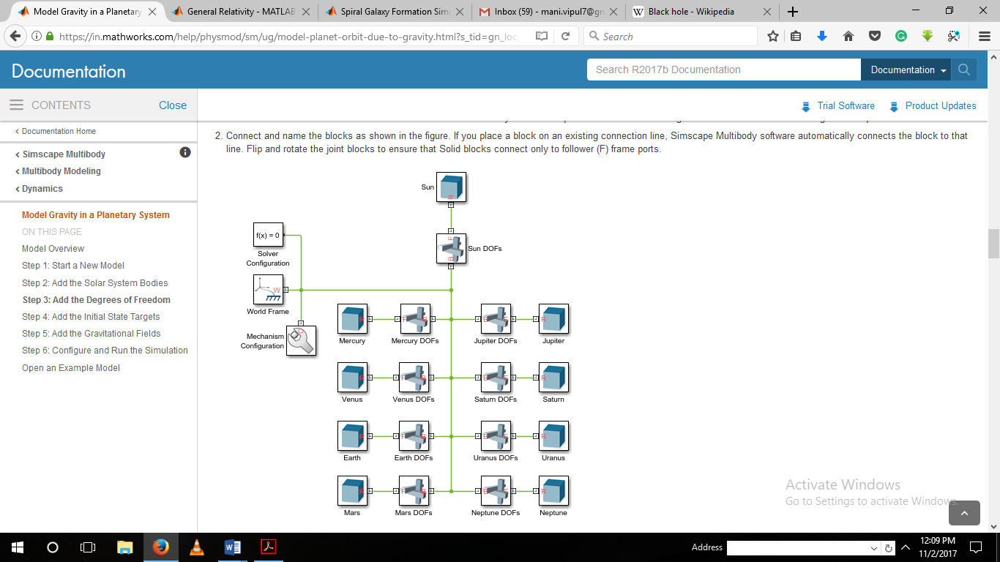 Model Gravity in a Planetary
General Relativity - MATLAB
Spiral Galaxy Formation Sim
Inbox (59) - mani.vipul7@gm
Black hole - Wikipedia
https://in.mathworks.com/help/physmod/sm/ug/model-planet-orbit-due-to-gravity.html?s_tid=gn_loc_
Search
Documentation
Search R2017b Documentation
Documentation
CONTENTS
Close
Trial Software
Product Updates
Documentation Home
Simscape Multibody
Multibody Modeling
Dynamics
Model Gravity in a Planetary System
ON THIS PAGE
Model Overview
Step 1: Start a New Model
Step 2: Add the Solar System Bodies
Step 3: Add the Degrees of Freedom
Step 4: Add the Initial State Targets
Step 5: Add the Gravitational Fields
Step 6: Configure and Run the Simulation
Open an Example Model
2. Connect and name the blocks as shown in the figure. If you place a block on an existing connection line, Simscape Multibody software automatically connects the block to that
line. Flip and rotate the joint blocks to ensure that Solid blocks connect only to follower (F) frame ports.
Sun
R
F
B
Sun DOFs
f(x) = 0
Solver
Configuration
W
World Frame
Mechanism
Configuration
C
R F B B F R
Mercury
Mercury DOFs
Jupiter DOFs
Jupiter
R F B B F R
Venus
Venus DOFs
Saturn DOFs
Saturn
R F B B F R
Earth
Earth DOFs
Uranus DOFs
Uranus
R F B B F R
Mars
Mars DOFs
Neptune DOFs
Neptune
Activate Windows
Go to Settings to activate Windows.
Address
12:09 PM
11/2/2017